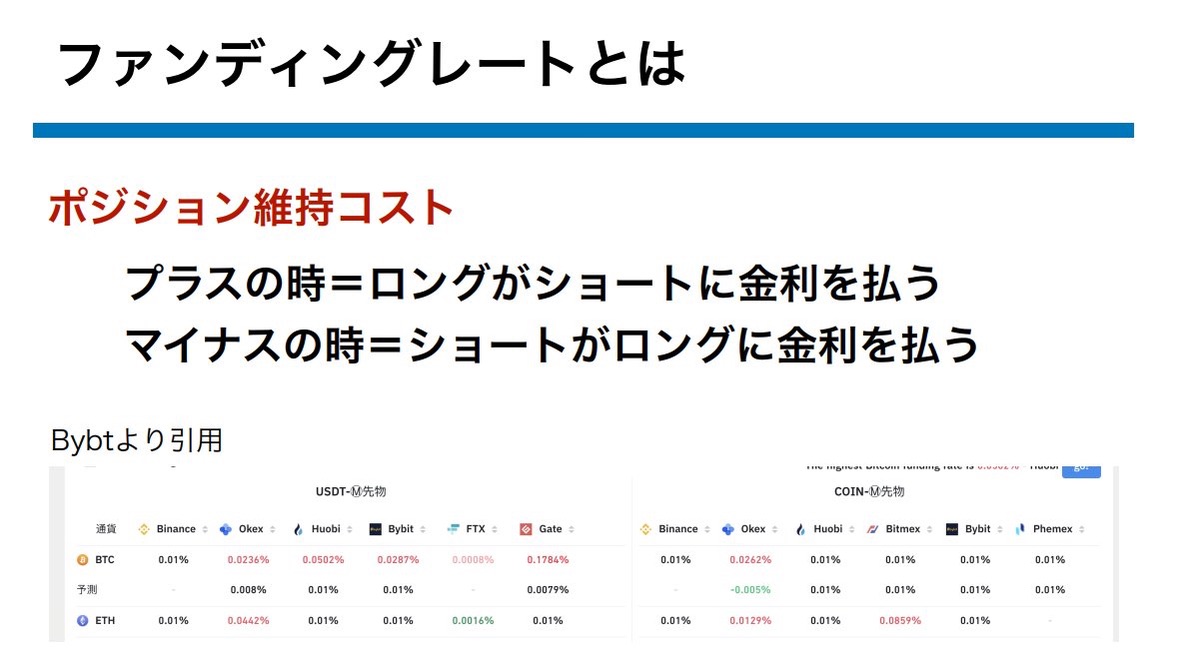 ファンディングレートとは
ポジション維持コスト
プラスの時＝ロングがショートに金利を払う
マイナスの時＝ショートがロングに金利を払う
Bybtより引用
The highest Bitcoin funding rate is 0.0502% Huobi go!
USDT-Ⓜ先物 COIN-Ⓜ先物
通貨 Binance Okex Huobi Bybit FTX Gate Binance Okex Huobi Bitmex Bybit Phemex
BTC 0.01% 0.0236% 0.0502% 0.0287% 0.0008% 0.1784% 0.01% 0.0262% 0.01% 0.01% 0.01% 0.01%
予測 - 0.008% 0.01% 0.01% - 0.0079% - -0.005% 0.01% 0.01% 0.01% 0.01%
ETH 0.01% 0.0442% 0.01% 0.01% 0.0016% 0.01% 0.01% 0.0129% 0.01% 0.0859% 0.01% -